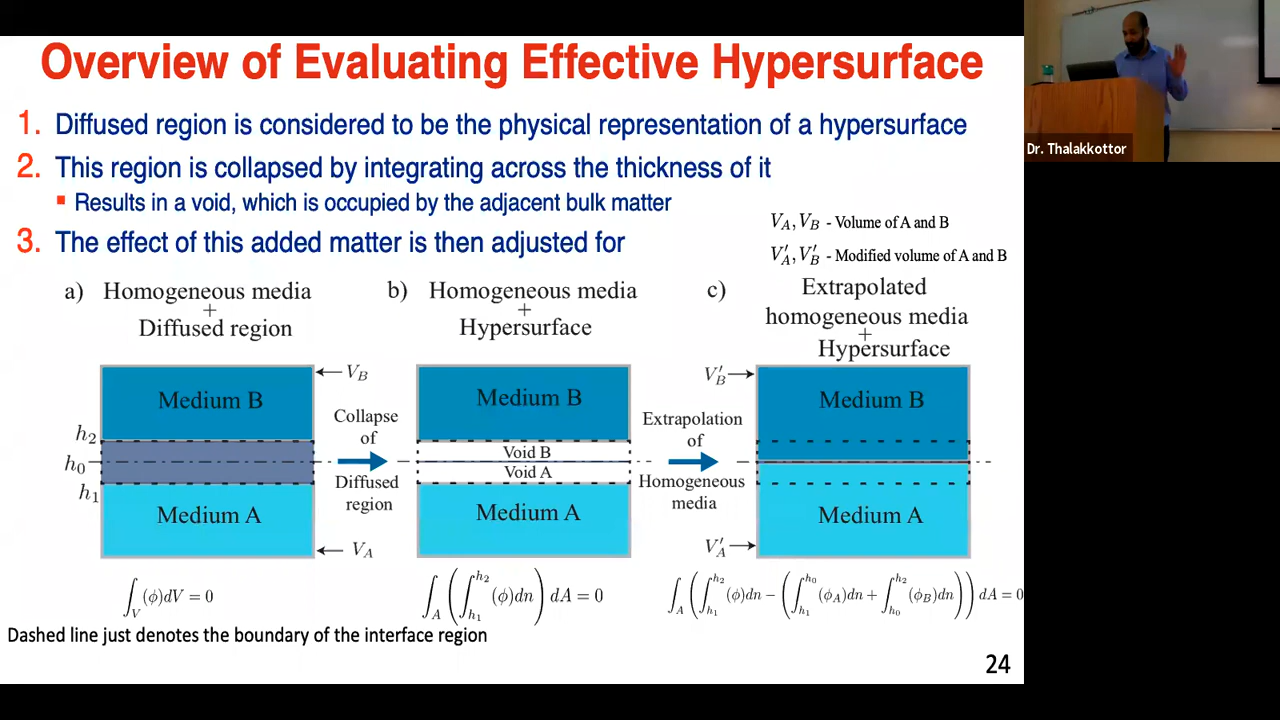 Overview of Evaluating Effective Hypersurface
1. Diffused region is considered to be the physical representation of a hypersurface
2. This region is collapsed by integrating across the thickness of it
▪ Results in a void, which is occupied by the adjacent bulk matter
3. The effect of this added matter is then adjusted for
V_A, V_B - Volume of A and B
V'_A, V'_B - Modified volume of A and B
a) Homogeneous media
+
Diffused region
b) Homogeneous media
+
Hypersurface
c) Extrapolated
homogeneous media
+
Hypersurface
Medium B
Medium A
h_2
h_0
h_1
←V_B
←V_A
Collapse
of
Diffused
region
Medium B
Void B
Void A
Medium A
Extrapolation
of
Homogeneous
media
V'_B→
V'_A→
Medium B
Medium A
∫_V (φ)dV = 0
∫_A (∫_{h_1}^{h_2} (φ)dn) dA = 0
∫_A (∫_{h_1}^{h_2} (φ)dn − (∫_{h_1}^{h_0} (φ_A)dn + ∫_{h_0}^{h_2} (φ_B)dn)) dA = 0
Dashed line just denotes the boundary of the interface region
24
Dr. Thalakkottor